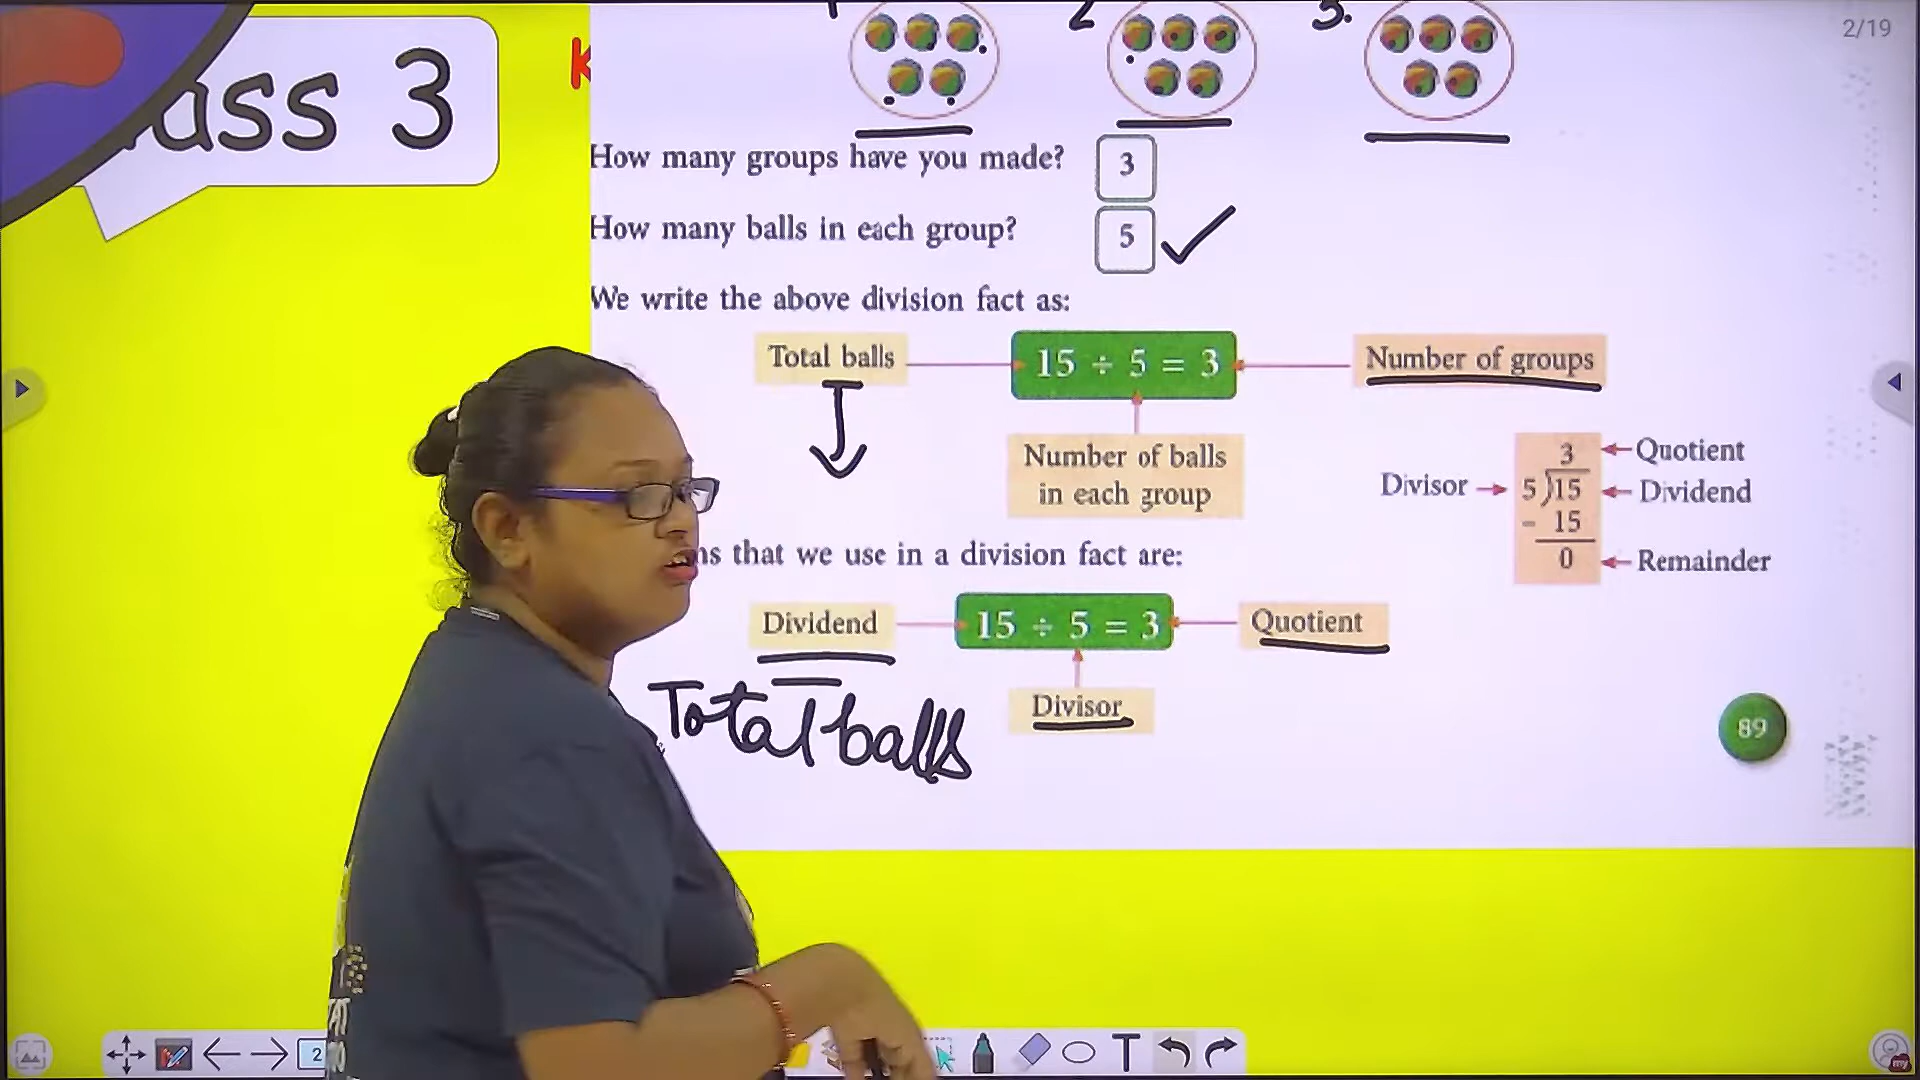 2/19
ass 3
K
1 2 3.
How many groups have you made? 3
How many balls in each group? 5
We write the above division fact as:
Total balls 15 ÷ 5 = 3 Number of groups
Number of balls
in each group
3 Quotient
Divisor 5)15 Dividend
- 15
0 Remainder
ns that we use in a division fact are:
Dividend 15 ÷ 5 = 3 Quotient
Divisor
Total balls
89
2
T